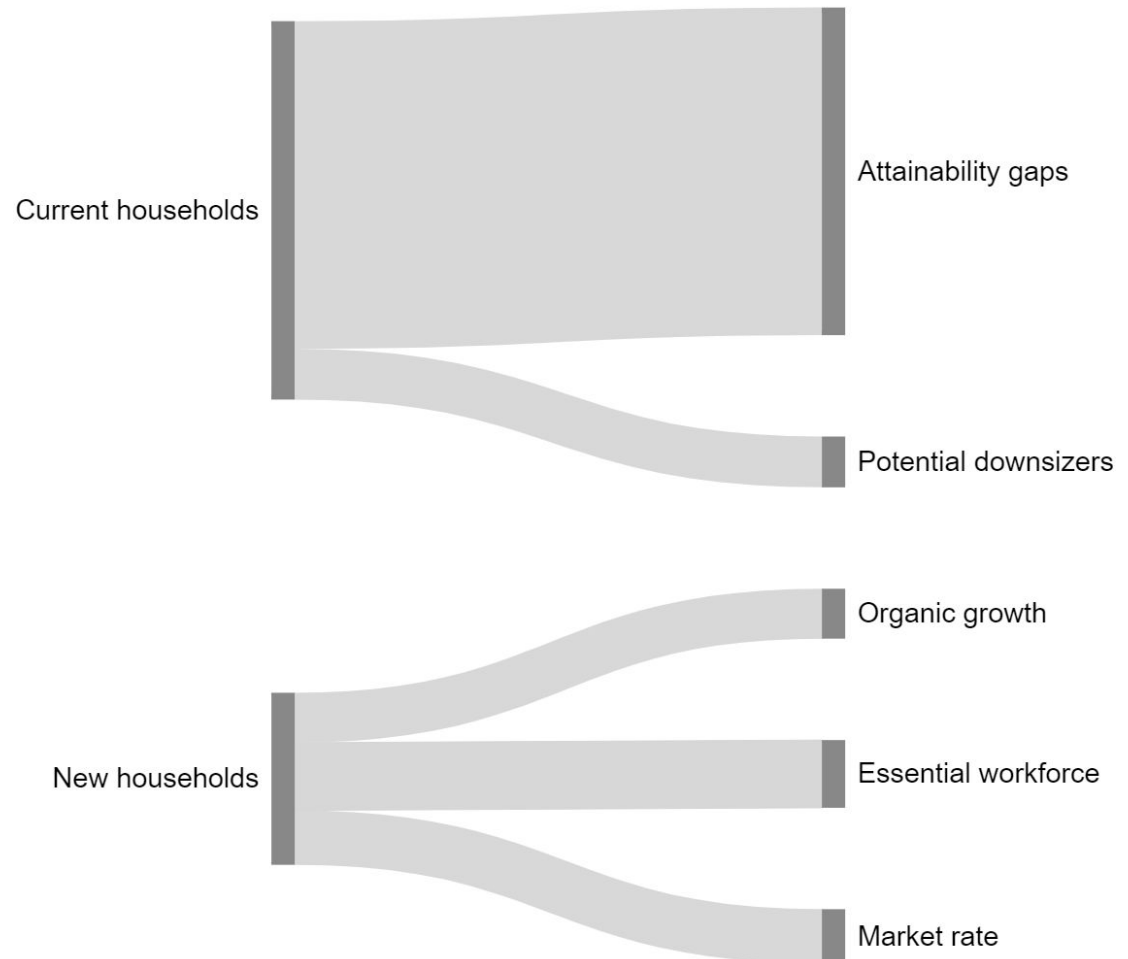 Attainability gaps
Current households
Potential downsizers
Organic growth
Essential workforce
New households
Market rate